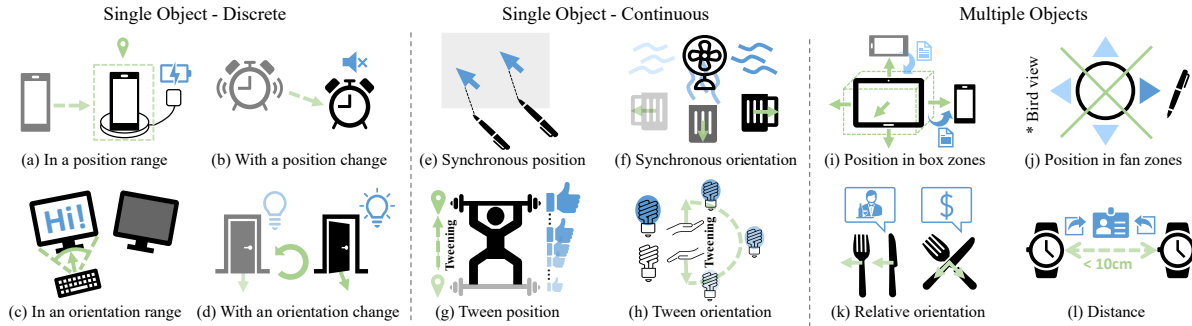 Single Object - Discrete
Single Object - Continuous
Multiple Objects
(a) In a position range
(b) With a position change
(e) Synchronous position
(f) Synchronous orientation
* Bird view
(i) Position in box zones
(j) Position in fan zones
Hi!
(c) In an orientation range
(d) With an orientation change
Tweening
(g) Tween position
Tweening
(h) Tween orientation
$
(k) Relative orientation
< 10cm
(l) Distance